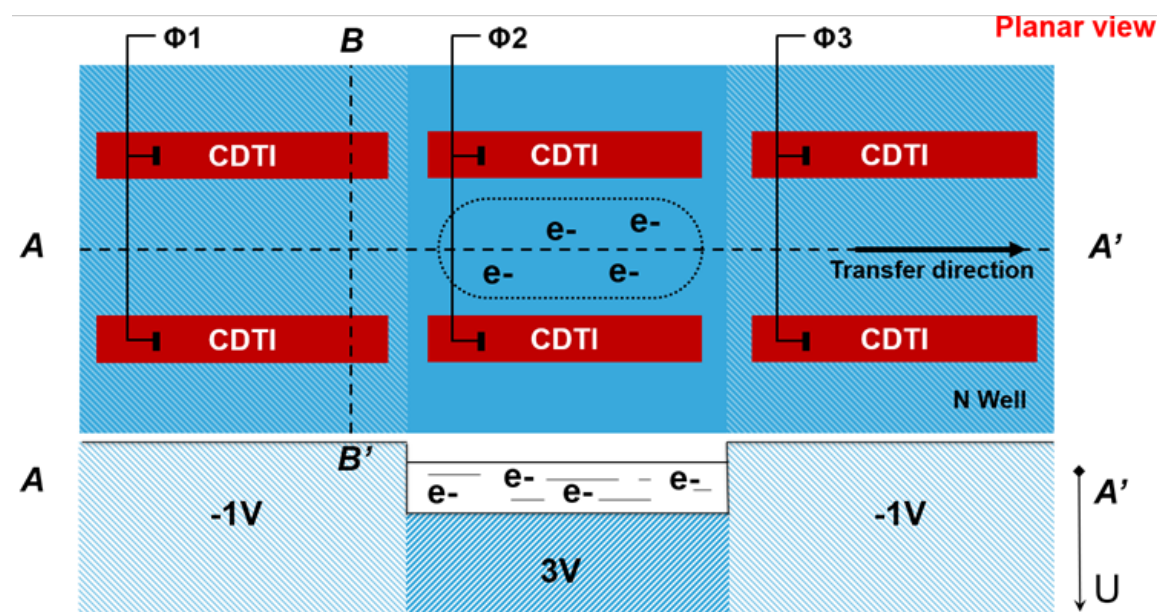 Planar view
Φ1
B
Φ2
Φ3
CDTI
CDTI
CDTI
e-
e-
A
A'
e-
e-
Transfer direction
CDTI
CDTI
CDTI
N Well
B'
A
e-
e-
e-
e-
A'
-1V
-1V
3V
U